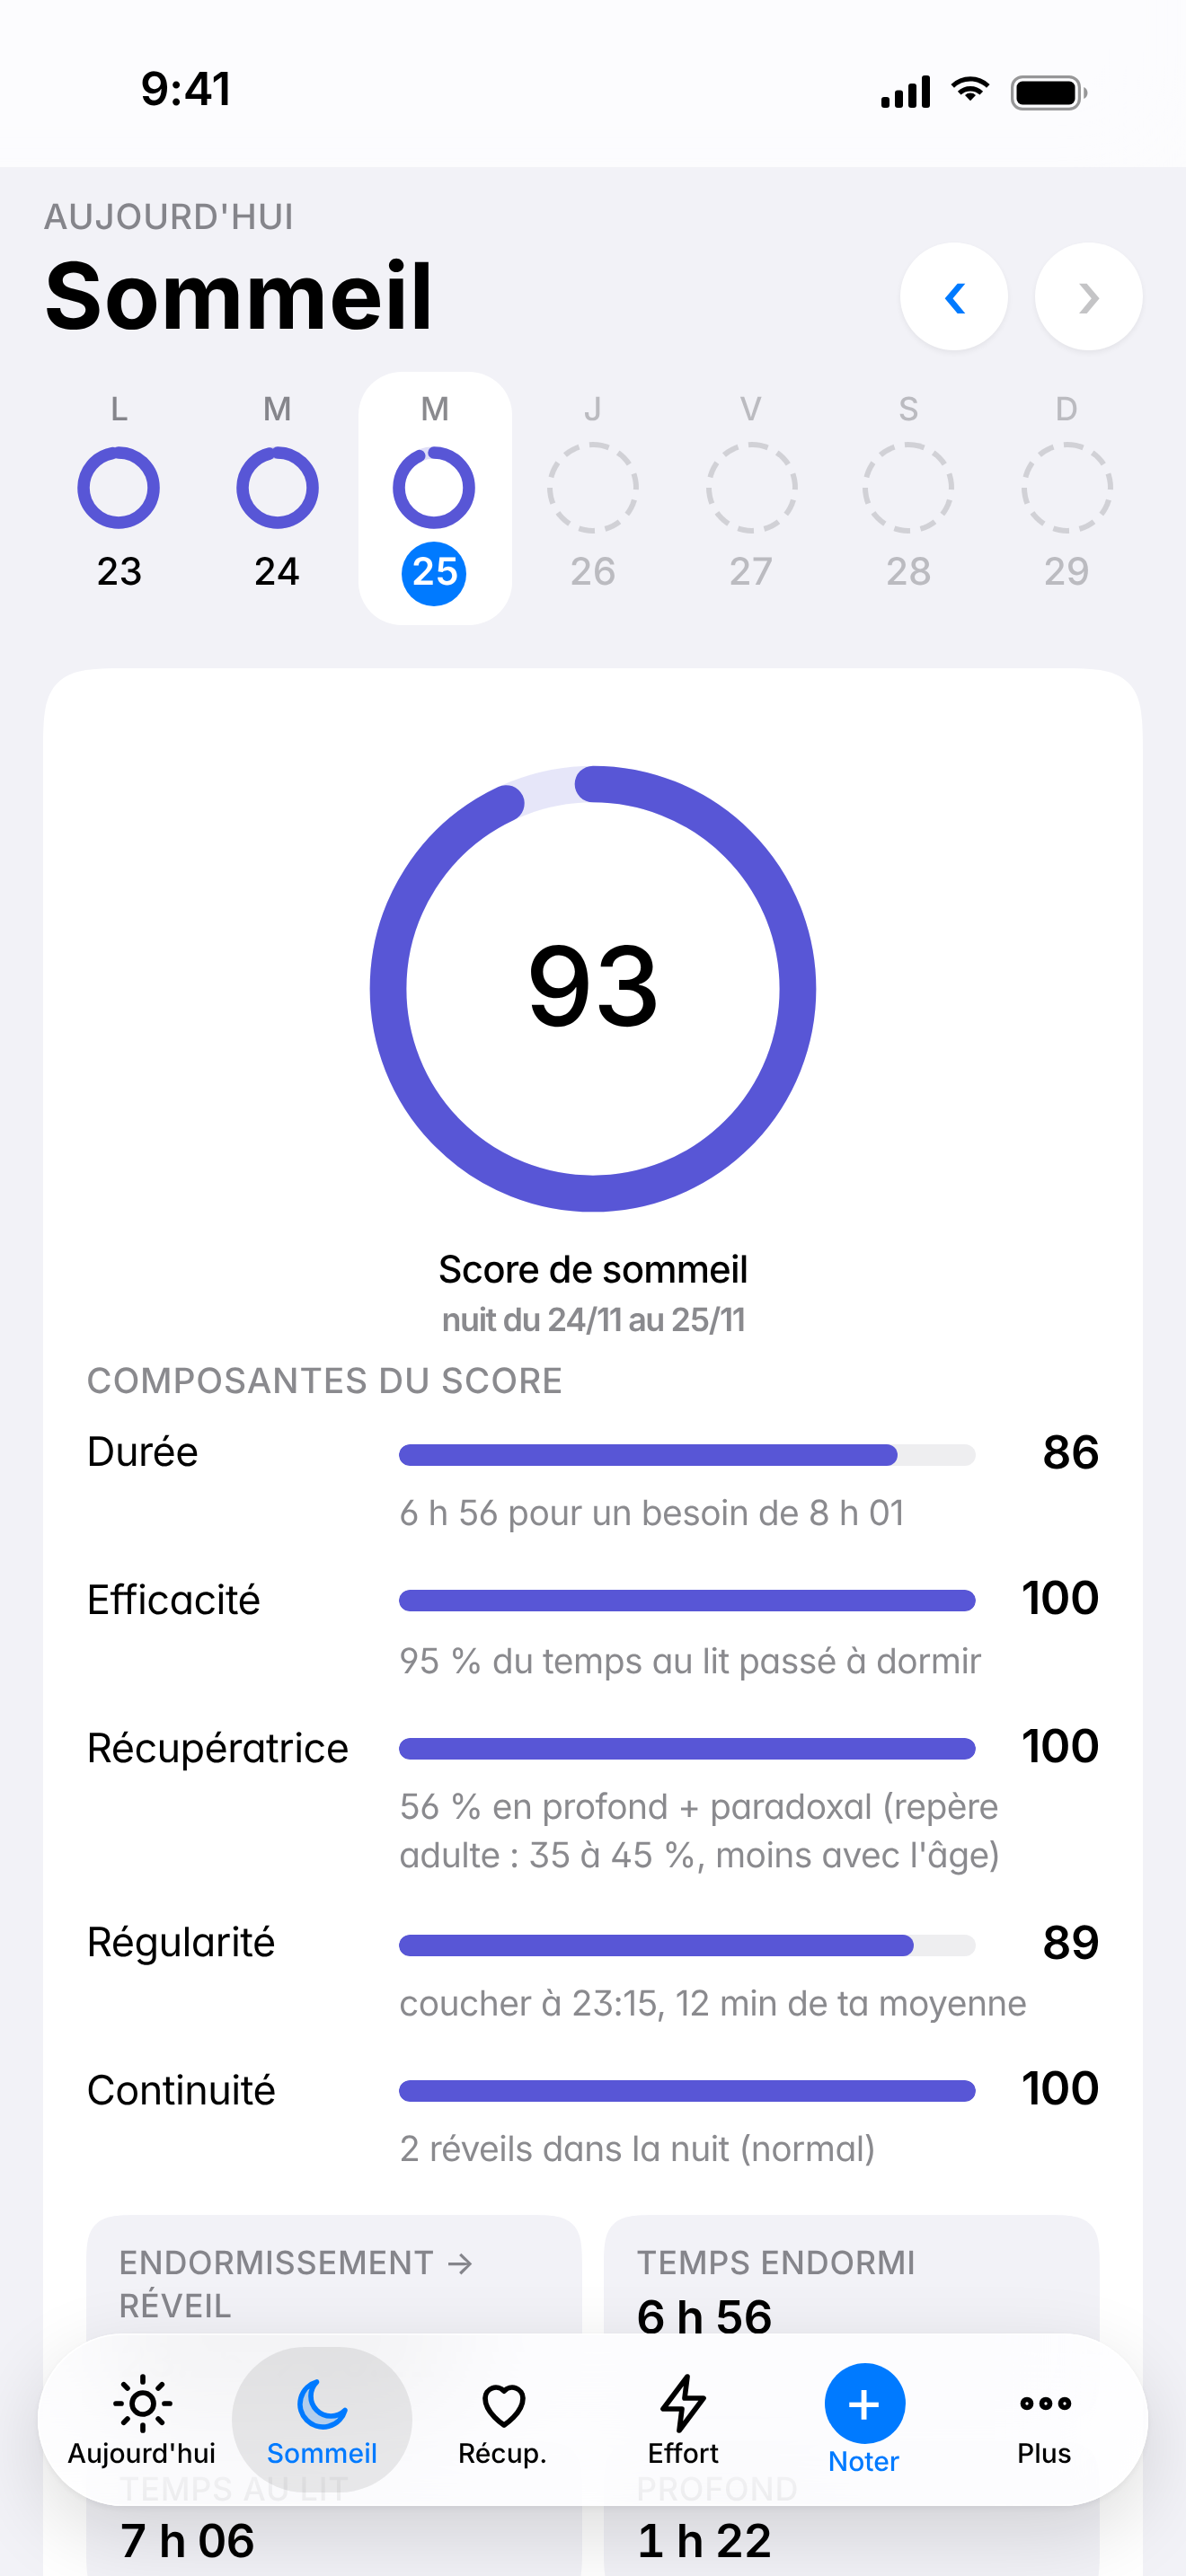 9:41
AUJOURD'HUI
Sommeil
L M M J V S D
23 24 25 26 27 28 29
93
Score de sommeil
nuit du 24/11 au 25/11
COMPOSANTES DU SCORE
Durée 86
6 h 56 pour un besoin de 8 h 01
Efficacité 100
95 % du temps au lit passé à dormir
Récupératrice 100
56 % en profond + paradoxal (repère
adulte : 35 à 45 %, moins avec l'âge)
Régularité 89
coucher à 23:15, 12 min de ta moyenne
Continuité 100
2 réveils dans la nuit (normal)
ENDORMISSEMENT →
RÉVEIL
TEMPS ENDORMI
6 h 56
Aujourd'hui Sommeil Récup. Effort Noter Plus
TEMPS AU LIT
7 h 06
PROFOND
1 h 22